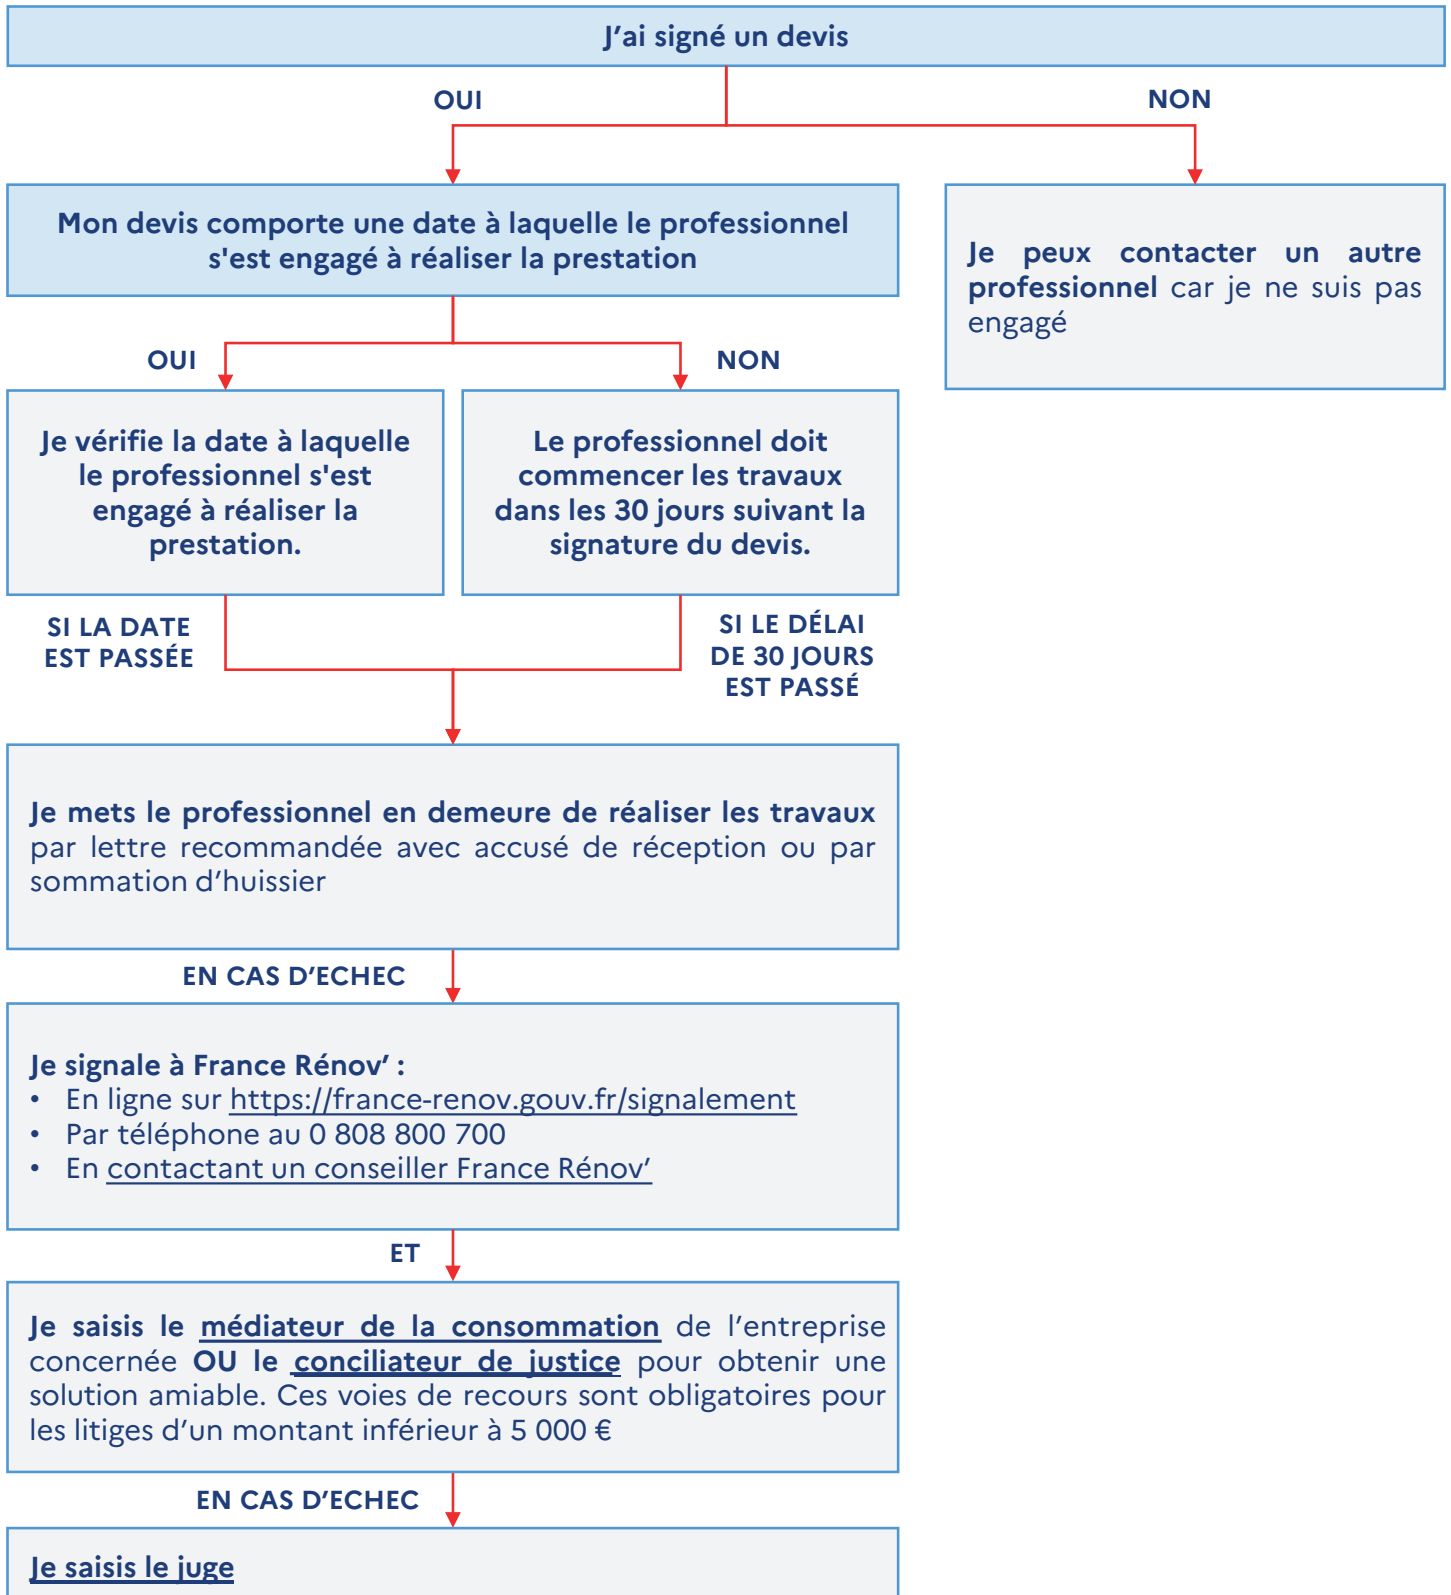 J’ai signé un devis
OUI
NON
Mon devis comporte une date à laquelle le professionnel
s'est engagé à réaliser la prestation
Je peux contacter un autre
professionnel car je ne suis pas
engagé
OUI
NON
Je vérifie la date à laquelle
le professionnel s'est
engagé à réaliser la
prestation.
Le professionnel doit
commencer les travaux
dans les 30 jours suivant la
signature du devis.
SI LA DATE
EST PASSÉE
SI LE DÉLAI
DE 30 JOURS
EST PASSÉ
Je mets le professionnel en demeure de réaliser les travaux
par lettre recommandée avec accusé de réception ou par
sommation d’huissier
EN CAS D’ECHEC
Je signale à France Rénov’ :
• En ligne sur https://france-renov.gouv.fr/signalement
• Par téléphone au 0 808 800 700
• En contactant un conseiller France Rénov’
ET
Je saisis le médiateur de la consommation de l’entreprise
concernée OU le conciliateur de justice pour obtenir une
solution amiable. Ces voies de recours sont obligatoires pour
les litiges d’un montant inférieur à 5 000 €
EN CAS D’ECHEC
Je saisis le juge